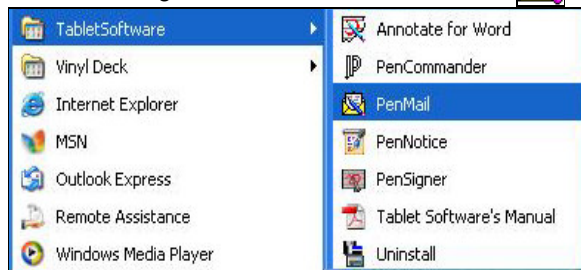 TabletSoftware
Vinyl Deck
Internet Explorer
MSN
Outlook Express
Remote Assistance
Windows Media Player
Annotate for Word
PenCommander
PenMail
PenNotice
PenSigner
Tablet Software's Manual
Uninstall